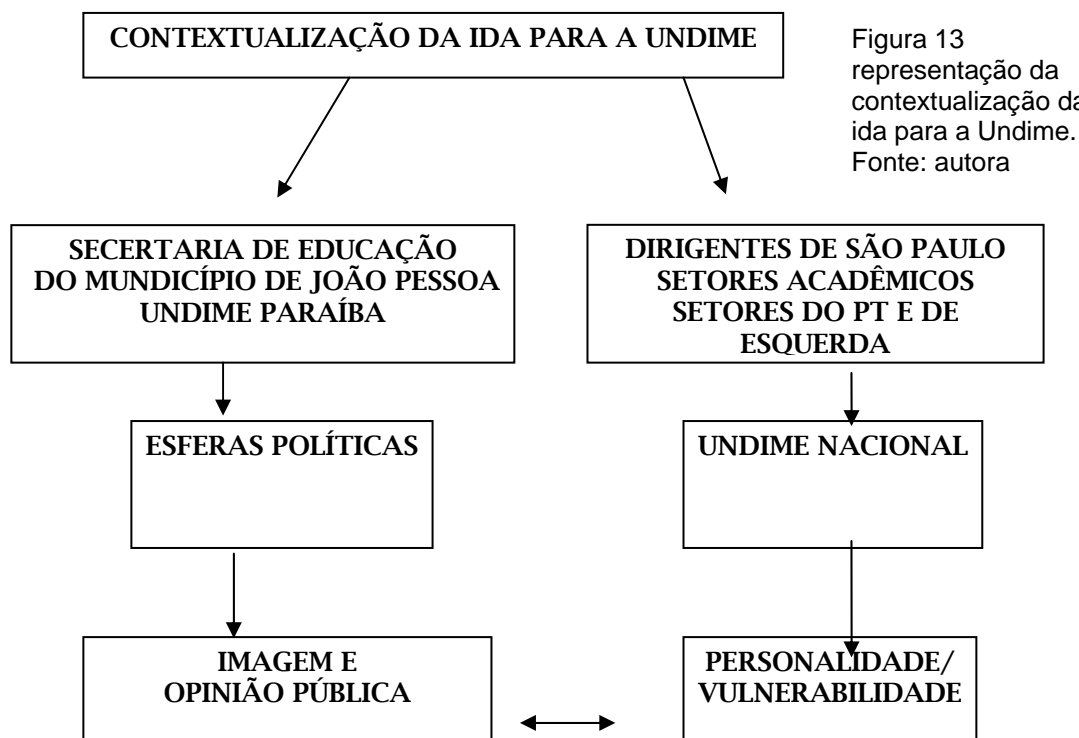 CONTEXTUALIZAÇÃO DA IDA PARA A UNDIME
Figura 13
representação da
contextualização da
ida para a Undime.
Fonte: autora
SECERTARIA DE EDUCAÇÃO
DO MUNDICÍPIO DE JOÃO PESSOA
UNDIME PARAÍBA
DIRIGENTES DE SÃO PAULO
SETORES ACADÊMICOS
SETORES DO PT E DE
ESQUERDA
ESFERAS POLÍTICAS
UNDIME NACIONAL
IMAGEM E
OPINIÃO PÚBLICA
PERSONALIDADE/
VULNERABILIDADE